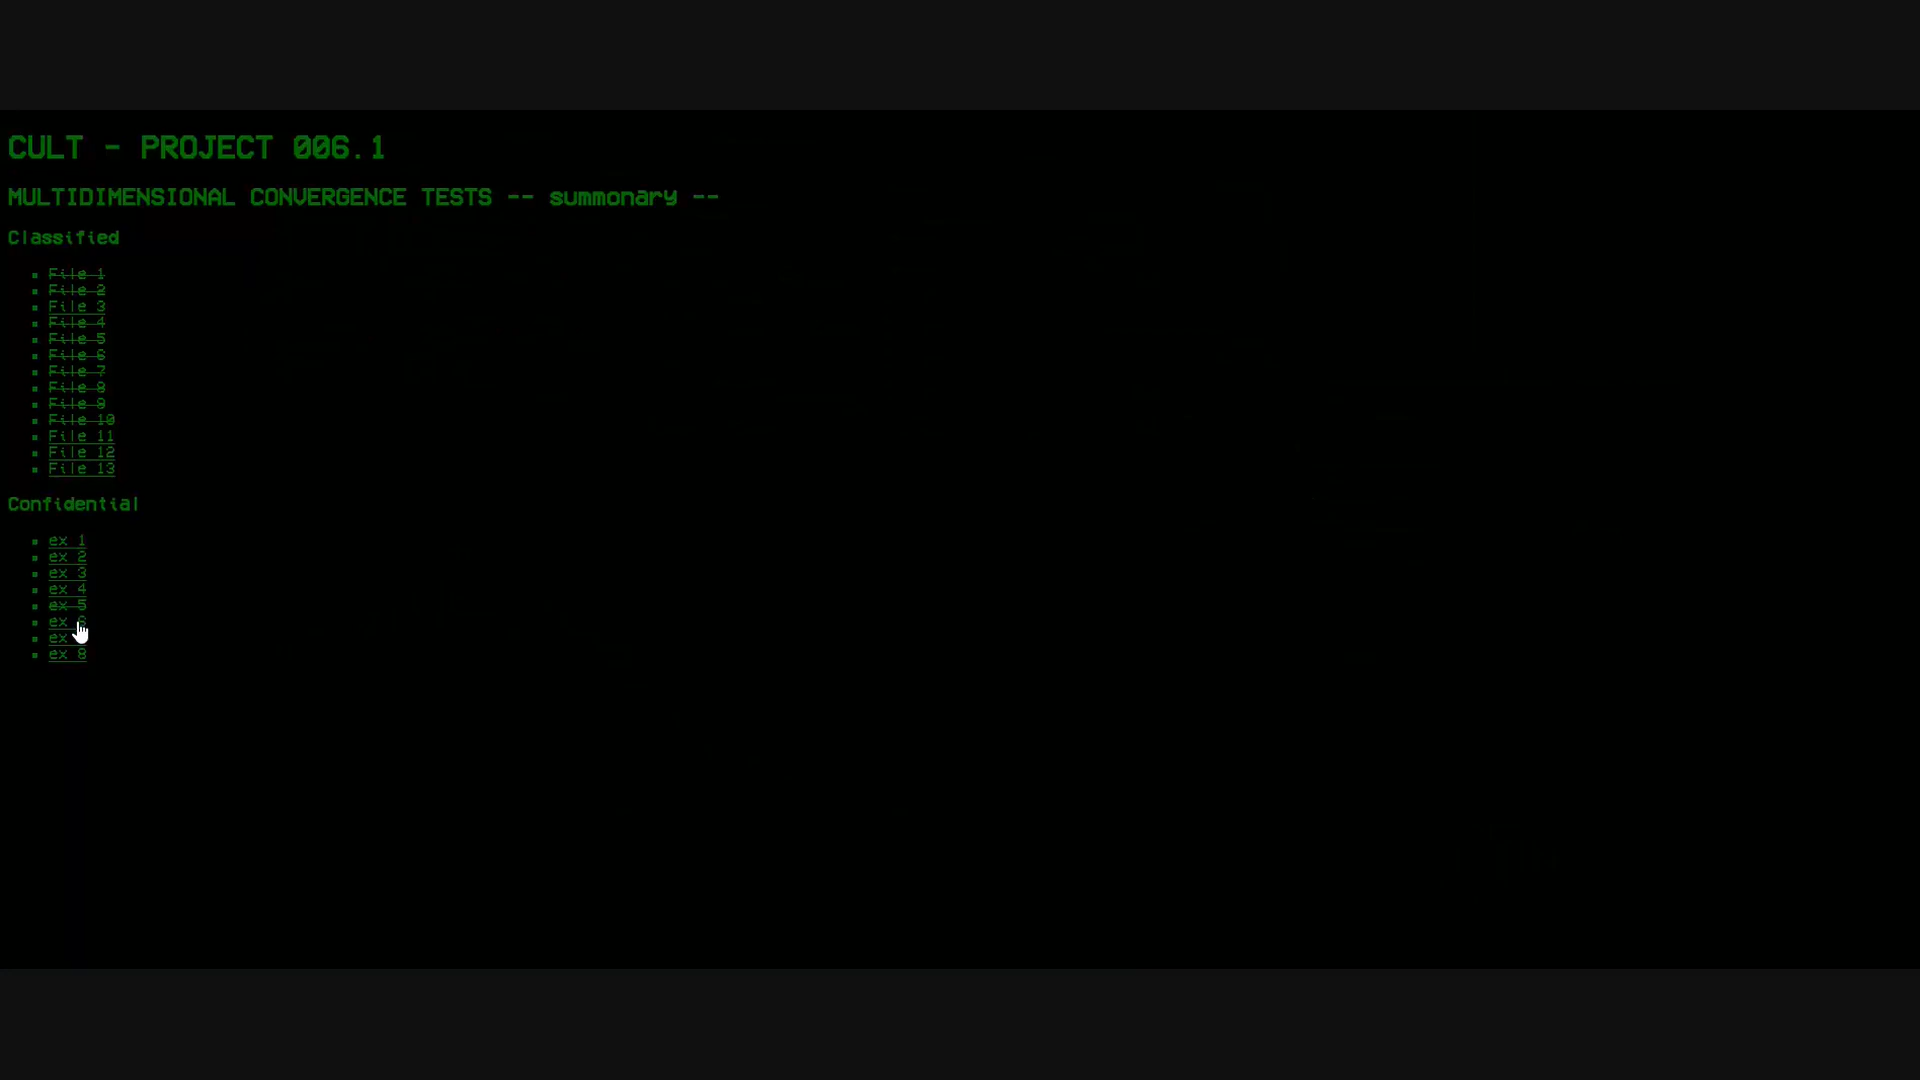 CULT - PROJECT 006.1
MULTIDIMENSIONAL CONVERGENCE TESTS -- summonary --
Classified
File 1
File 2
File 3
File 4
File 5
File 6
File 7
File 8
File 9
File 10
File 11
File 12
File 13
Confidential
ex 1
ex 2
ex 3
ex 4
ex 5
ex
ex
ex 8